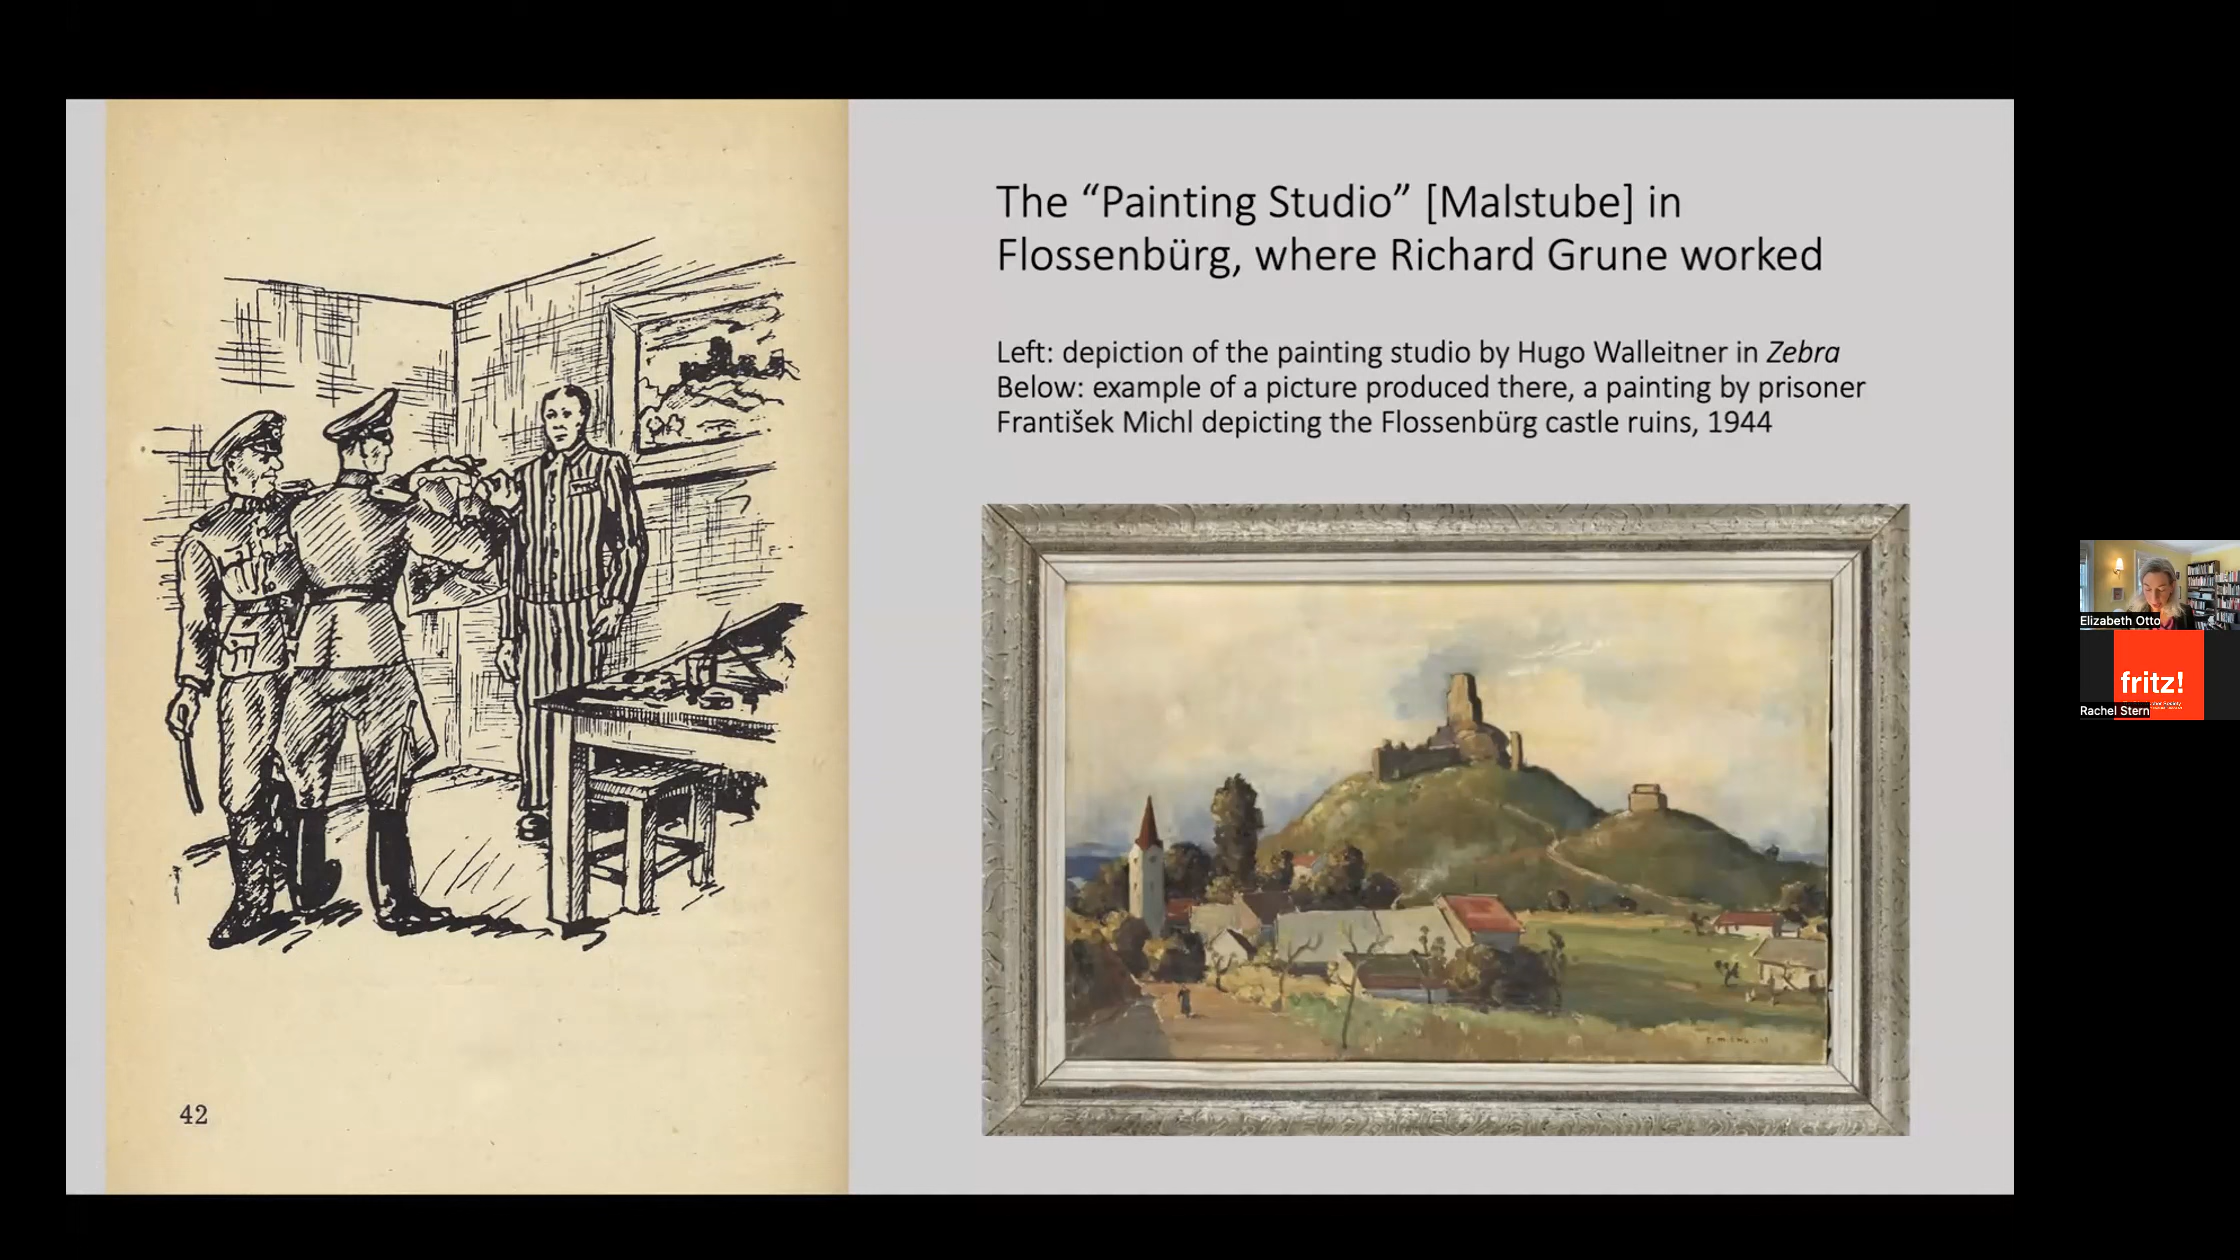 The “Painting Studio” [Malstube] in
Flossenbürg, where Richard Grune worked
Left: depiction of the painting studio by Hugo Walleitner in Zebra
Below: example of a picture produced there, a painting by prisoner
František Michl depicting the Flossenbürg castle ruins, 1944
42
Elizabeth Otto
fritz!
Rachel Stern